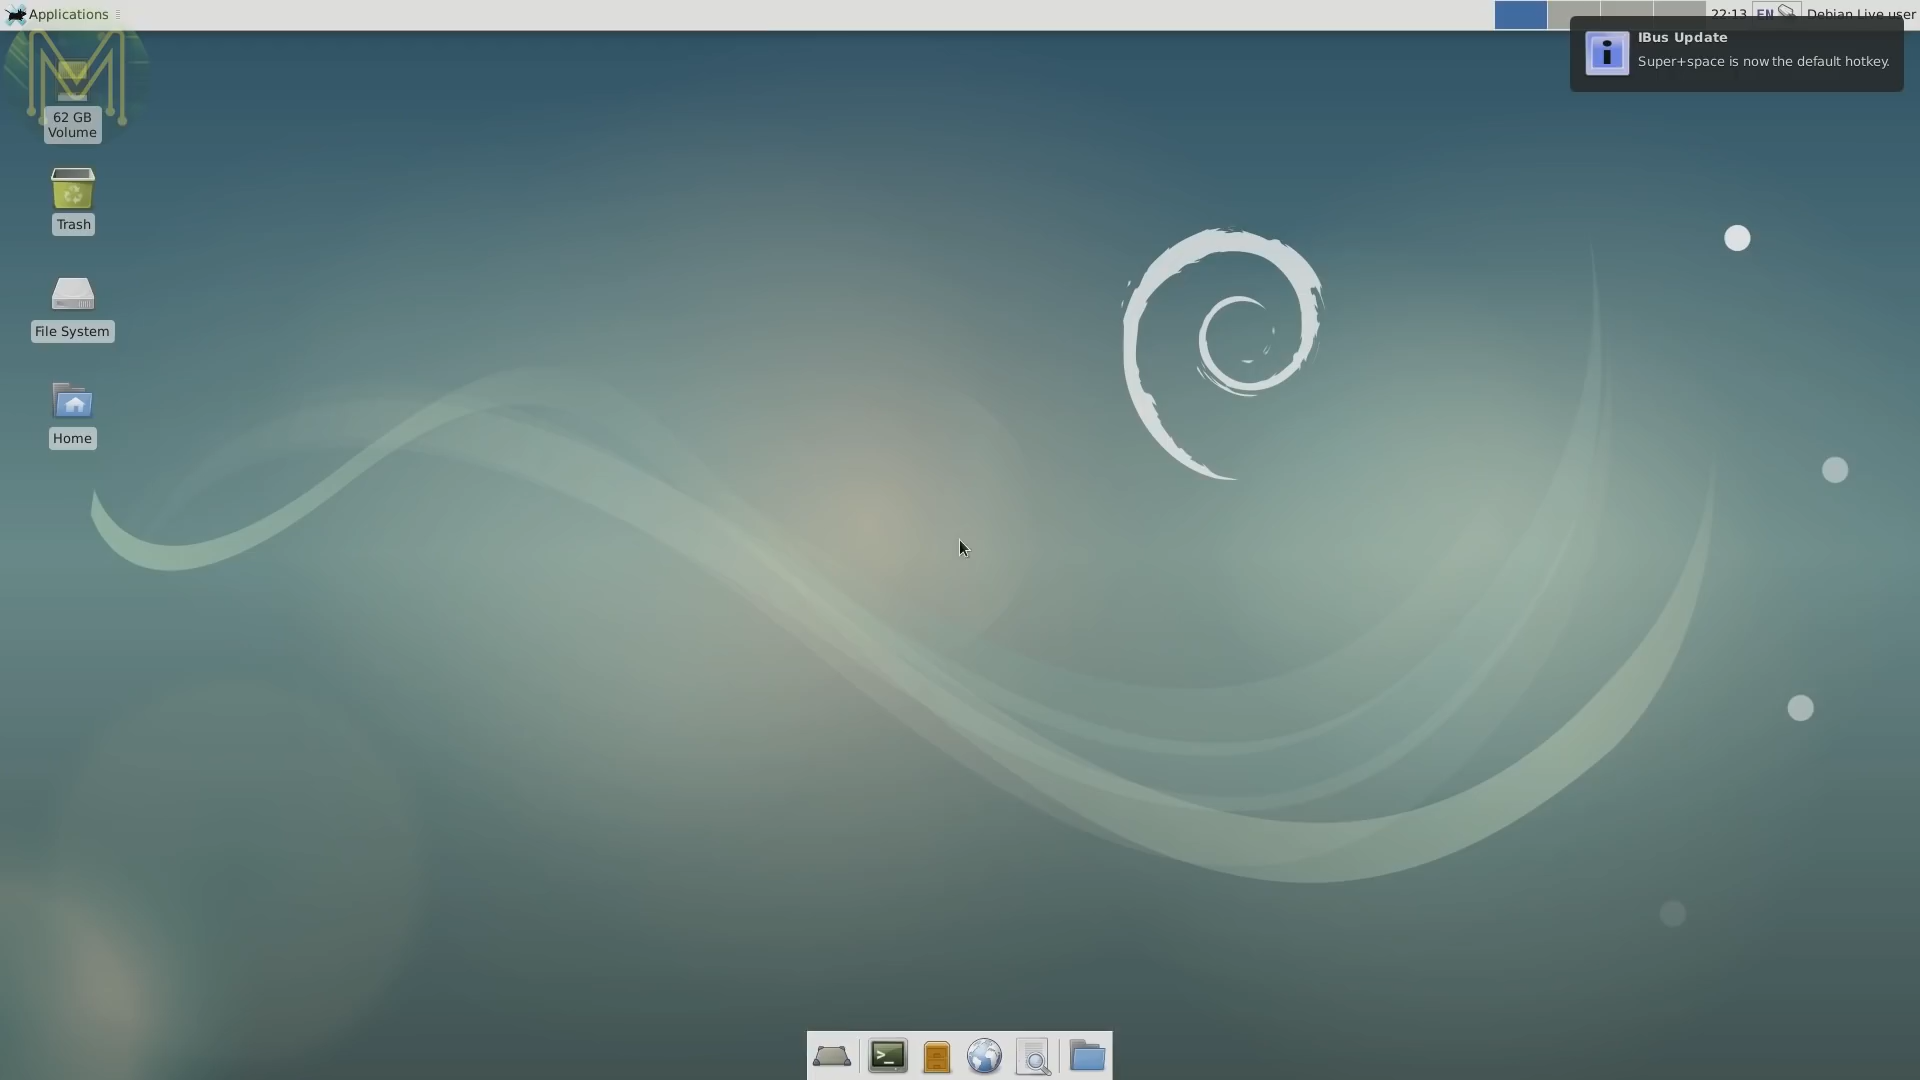 Applications
22:13 EN Debian Live user
IBus Update
Super+space is now the default hotkey.
62 GB
Volume
Trash
File System
Home